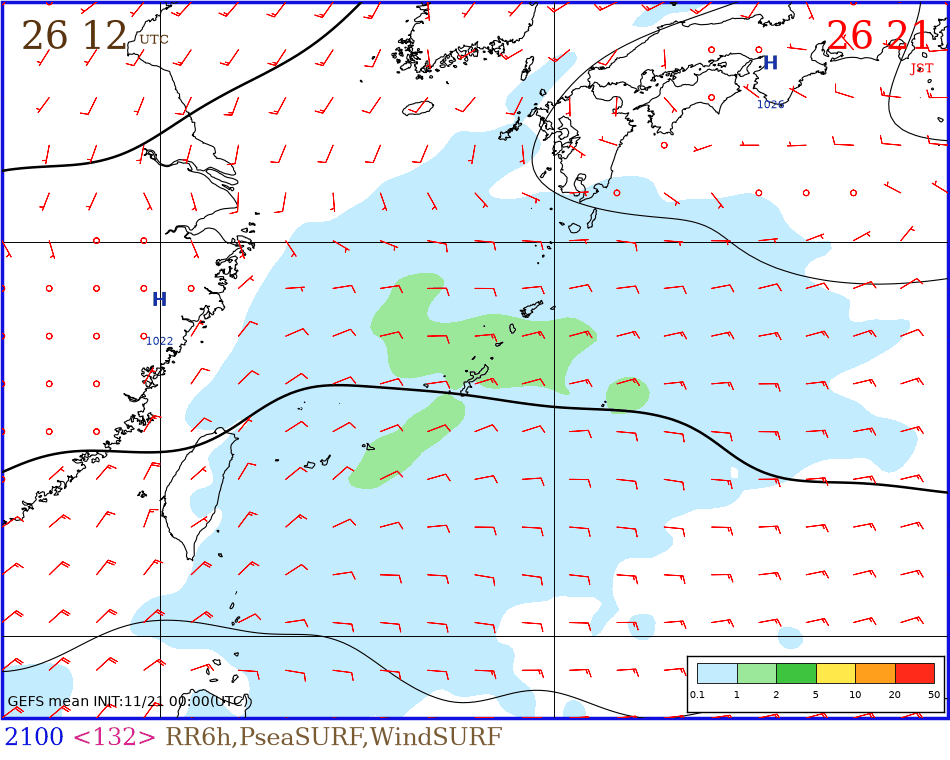 26 12 UTC
26 21
JST
H
1026
H
1022
GEFS mean INIT:11/21 00:00(UTC)
0.1 1 2 5 10 20 50
2100 <132> RR6h,PseaSURF,WindSURF